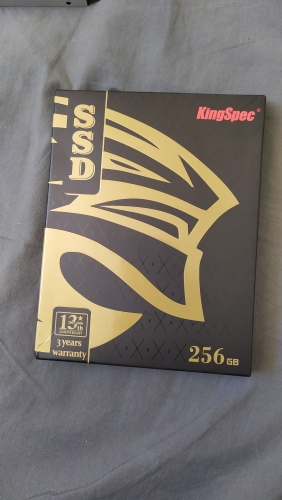 SSD
KingSpec®
13th
ANNIVERSARY
3 years
warranty
256 GB